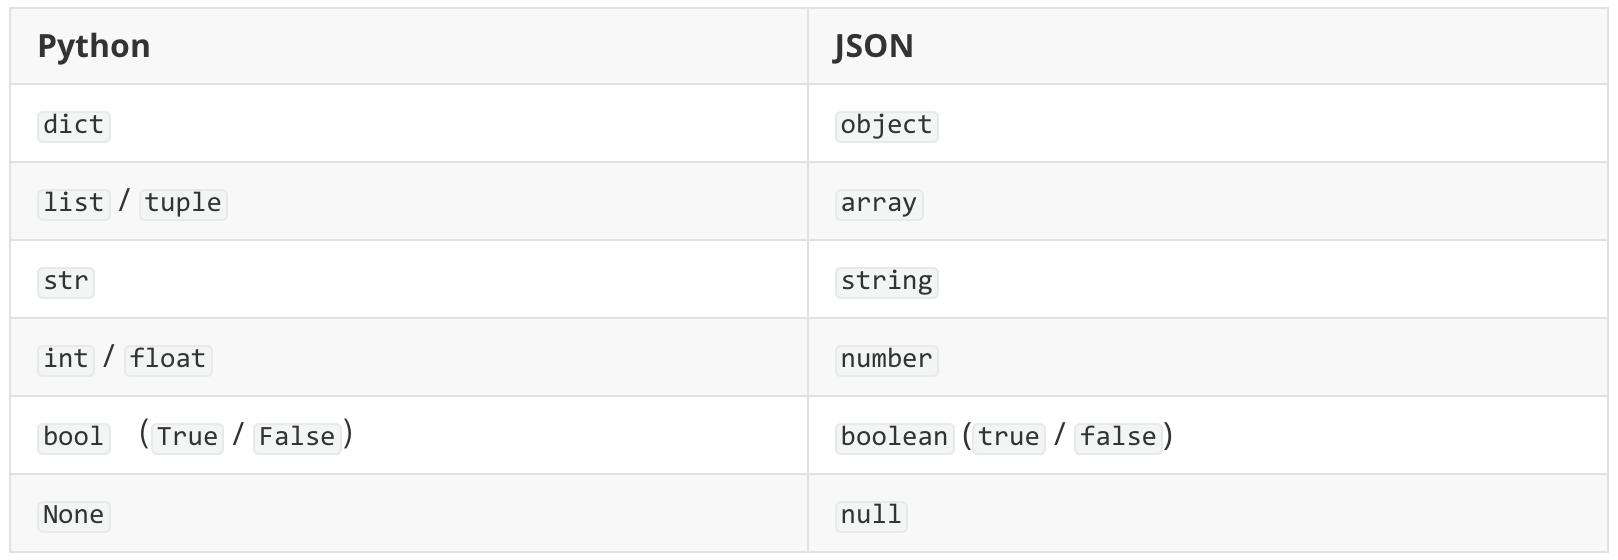 Python JSON
dict object
list / tuple array
str string
int / float number
bool （True / False） boolean (true / false)
None null